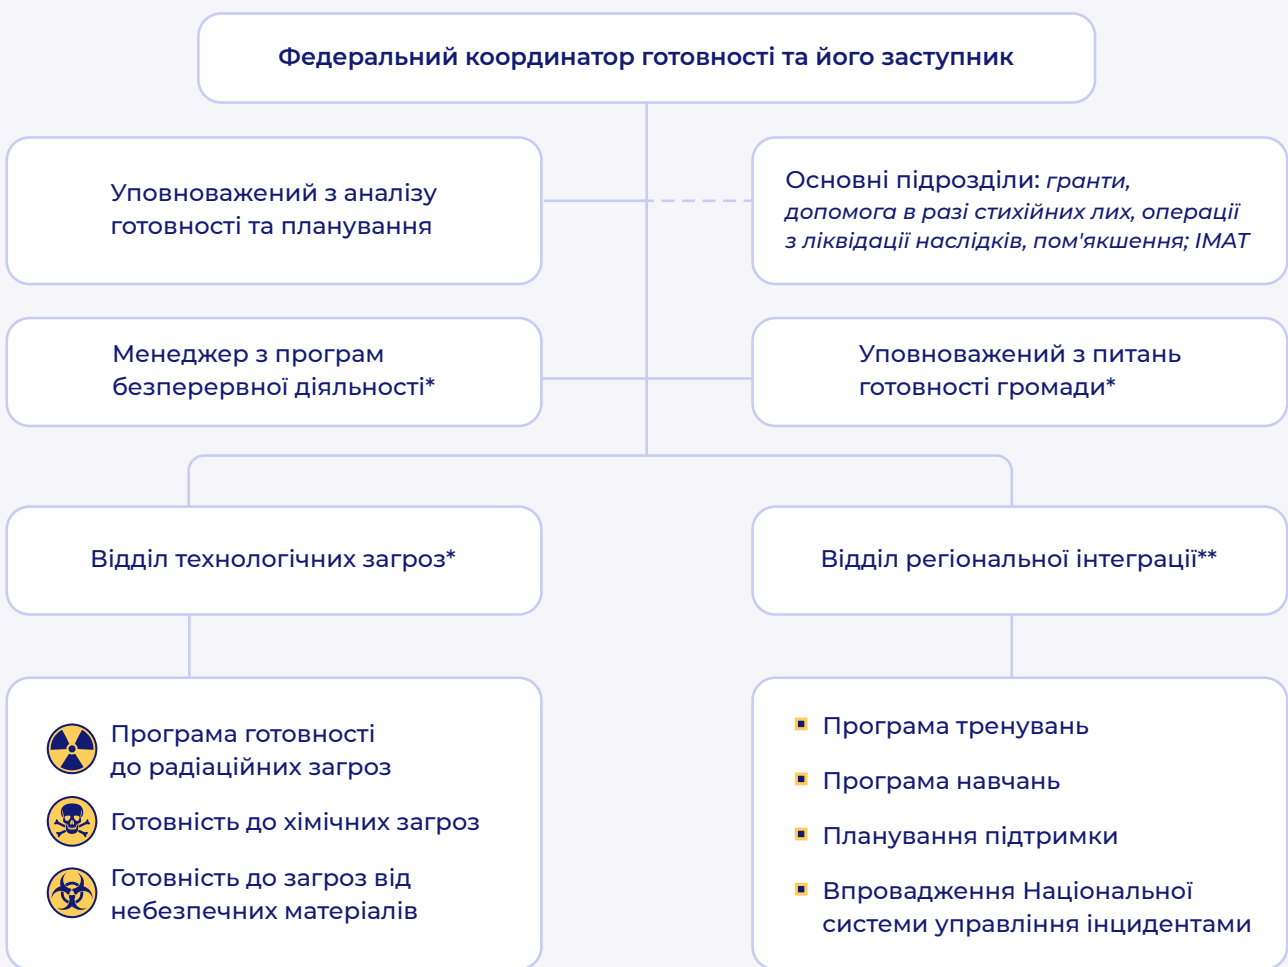 Федеральний координатор готовності та його заступник
Уповноважений з аналізу
готовності та планування
Основні підрозділи: гранти,
допомога в разі стихійних лих, операції
з ліквідації наслідків, пом'якшення; IMAT
Менеджер з програм
безперервної діяльності*
Уповноважений з питань
готовності громади*
Відділ технологічних загроз*
Відділ регіональної інтеграції**
Програма готовності
до радіаційних загроз
Готовність до хімічних загроз
Готовність до загроз від
небезпечних матеріалів
Програма тренувань
Програма навчань
Планування підтримки
Впровадження Національної
системи управління інцидентами